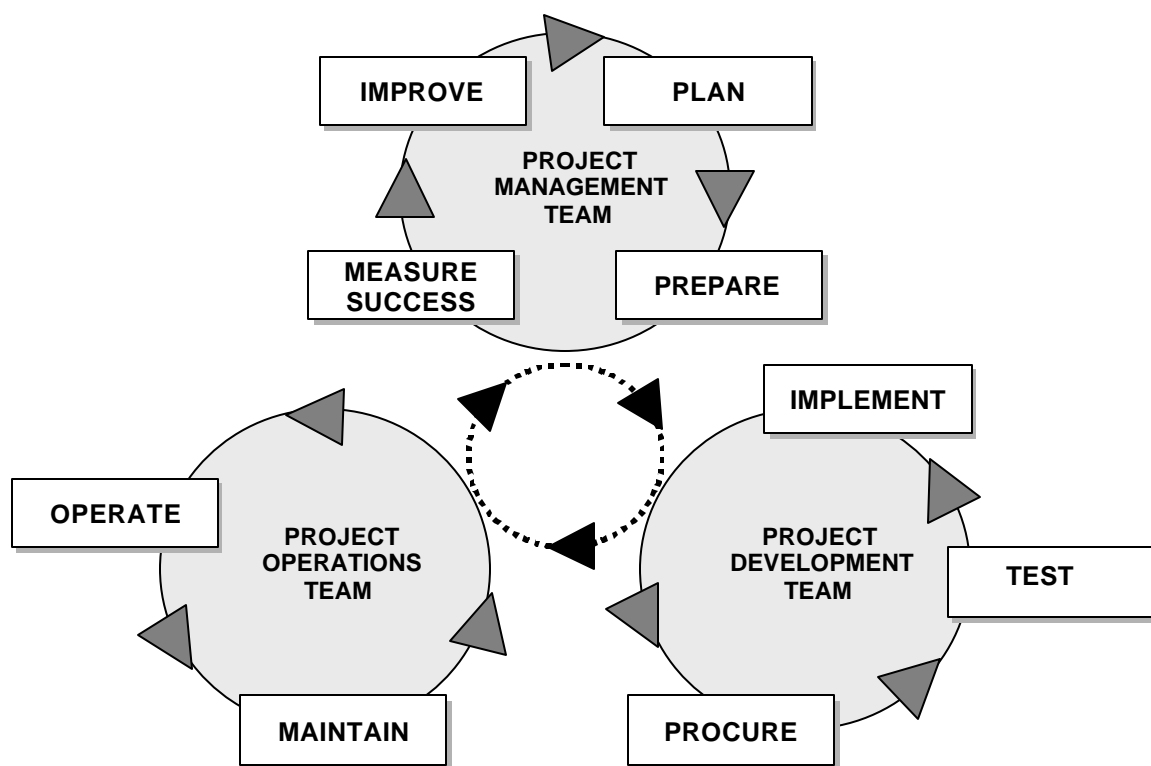 IMPROVE
PLAN
PROJECT
MANAGEMENT
TEAM
MEASURE
SUCCESS
PREPARE
IMPLEMENT
OPERATE
PROJECT
OPERATIONS
TEAM
PROJECT
DEVELOPMENT
TEAM
TEST
MAINTAIN
PROCURE